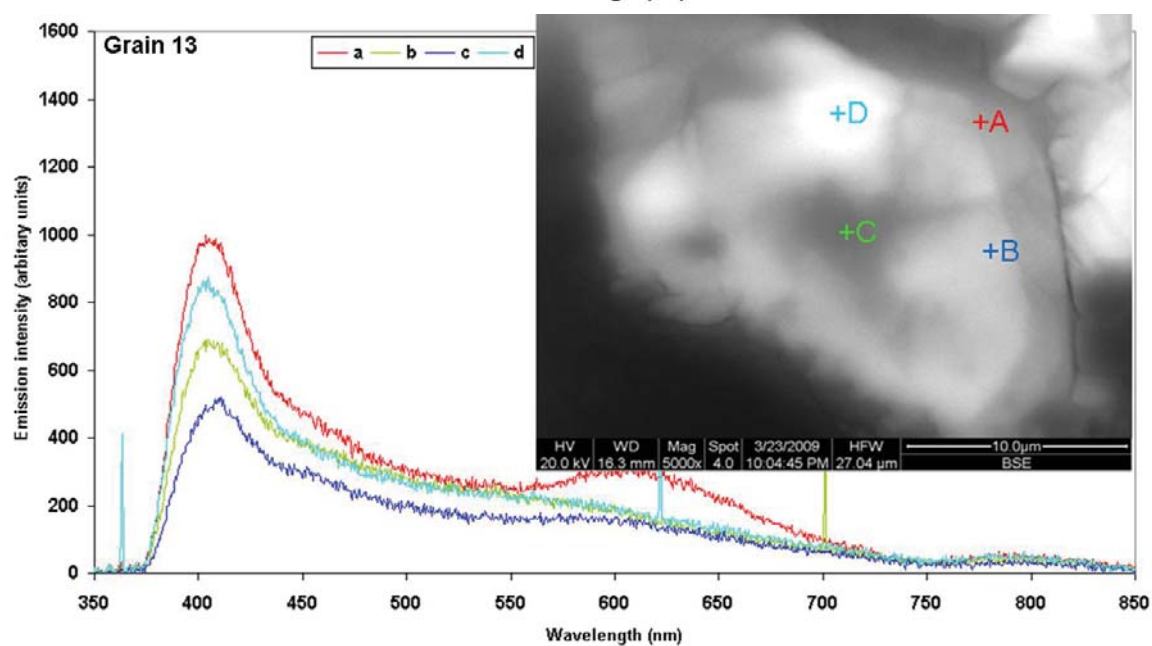 Grain 13
a b c d
Emission intensity (arbitary units)
1600
1400
1200
1000
800
600
400
200
0
350 400 450 500 550 600 650 700 750 800 850
Wavelength (nm)
+D
+A
+C
+B
HV WD Mag Spot 3/23/2009 HFW 10.0µm
20.0 kV 16.3 mm 5000x 4.0 10:04:45 PM 27.04 µm BSE